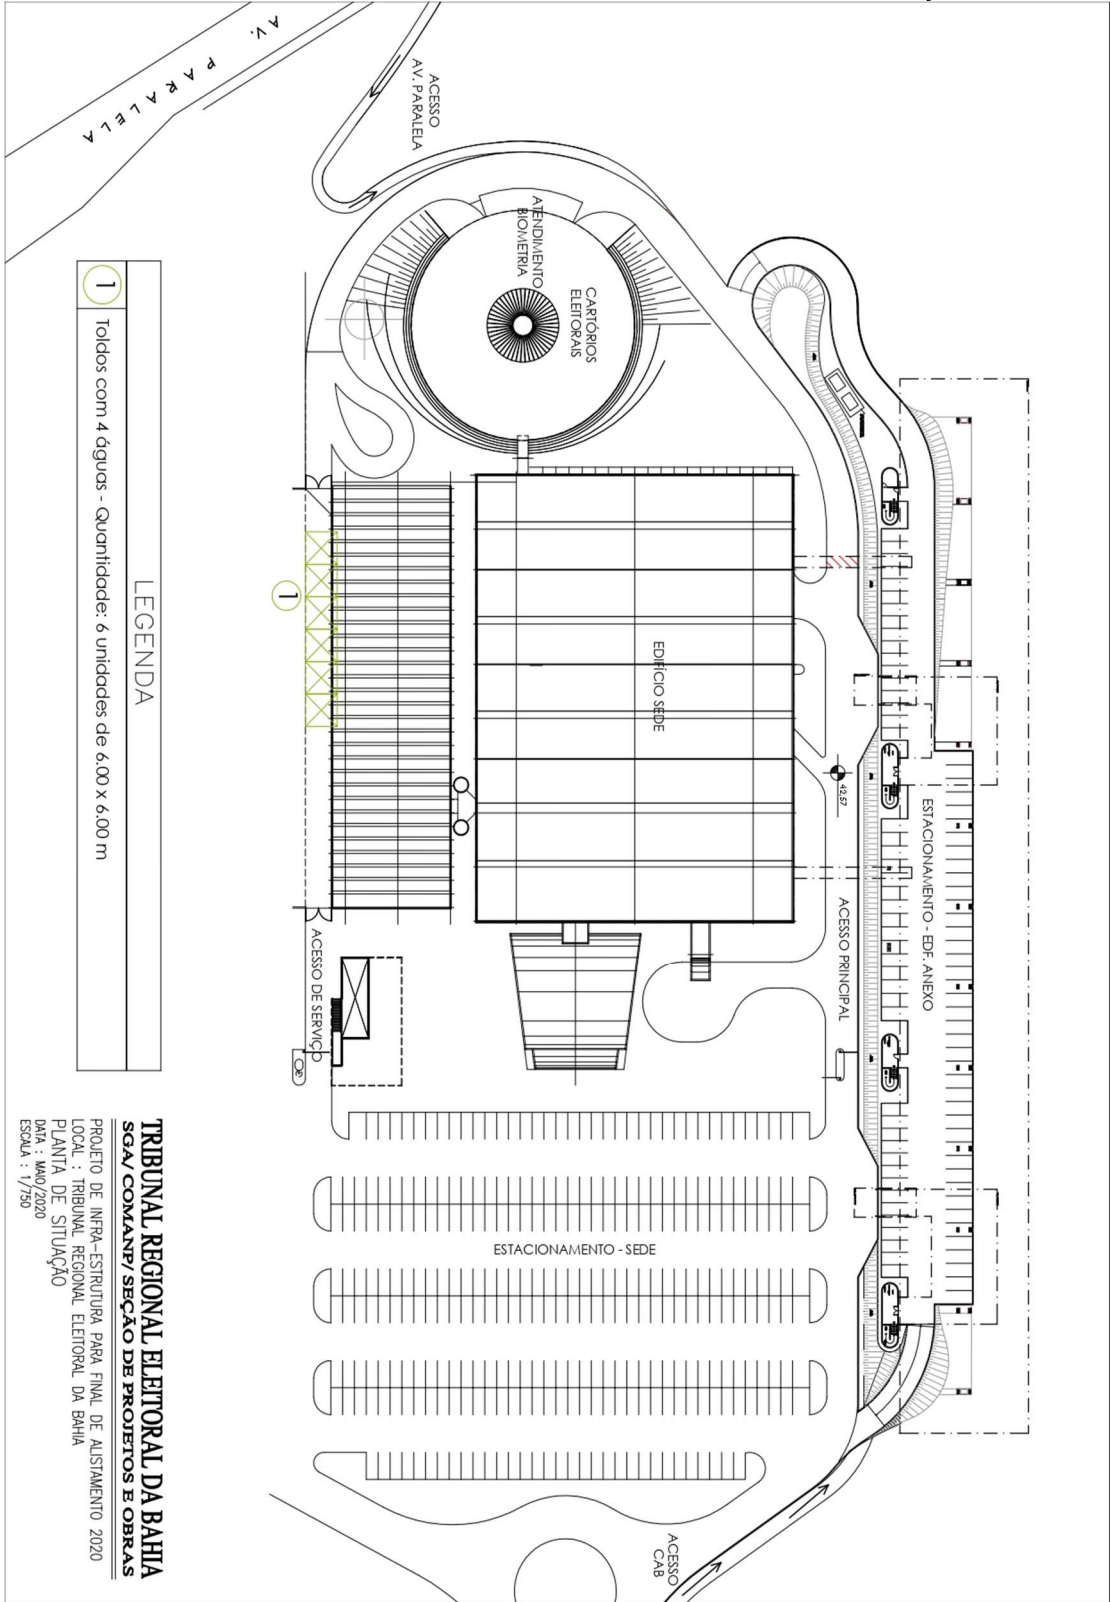 AV. PARALELA
ACESSO
AV. PARALELA
ATENDIMENTO
BIOMETRIA
CARTÓRIOS
ELEITORAIS
EDIFÍCIO SEDE
42.57
ESTACIONAMENTO - EDF. ANEXO
ACESSO PRINCIPAL
ACESSO DE SERVIÇO
ESTACIONAMENTO - SEDE
ACESSO
CAB
1
LEGENDA
1 Toldos com 4 águas - Quantidade: 6 unidades de 6.00 x 6.00 m
TRIBUNAL REGIONAL ELEITORAL DA BAHIA
SGA/ COMANP/ SEÇÃO DE PROJETOS E OBRAS
PROJETO DE INFRA-ESTRUTURA PARA FINAL DE ALISTAMENTO 2020
LOCAL : TRIBUNAL REGIONAL ELEITORAL DA BAHIA
PLANTA DE SITUAÇÃO
DATA : MAIO/2020
ESCALA : 1/750